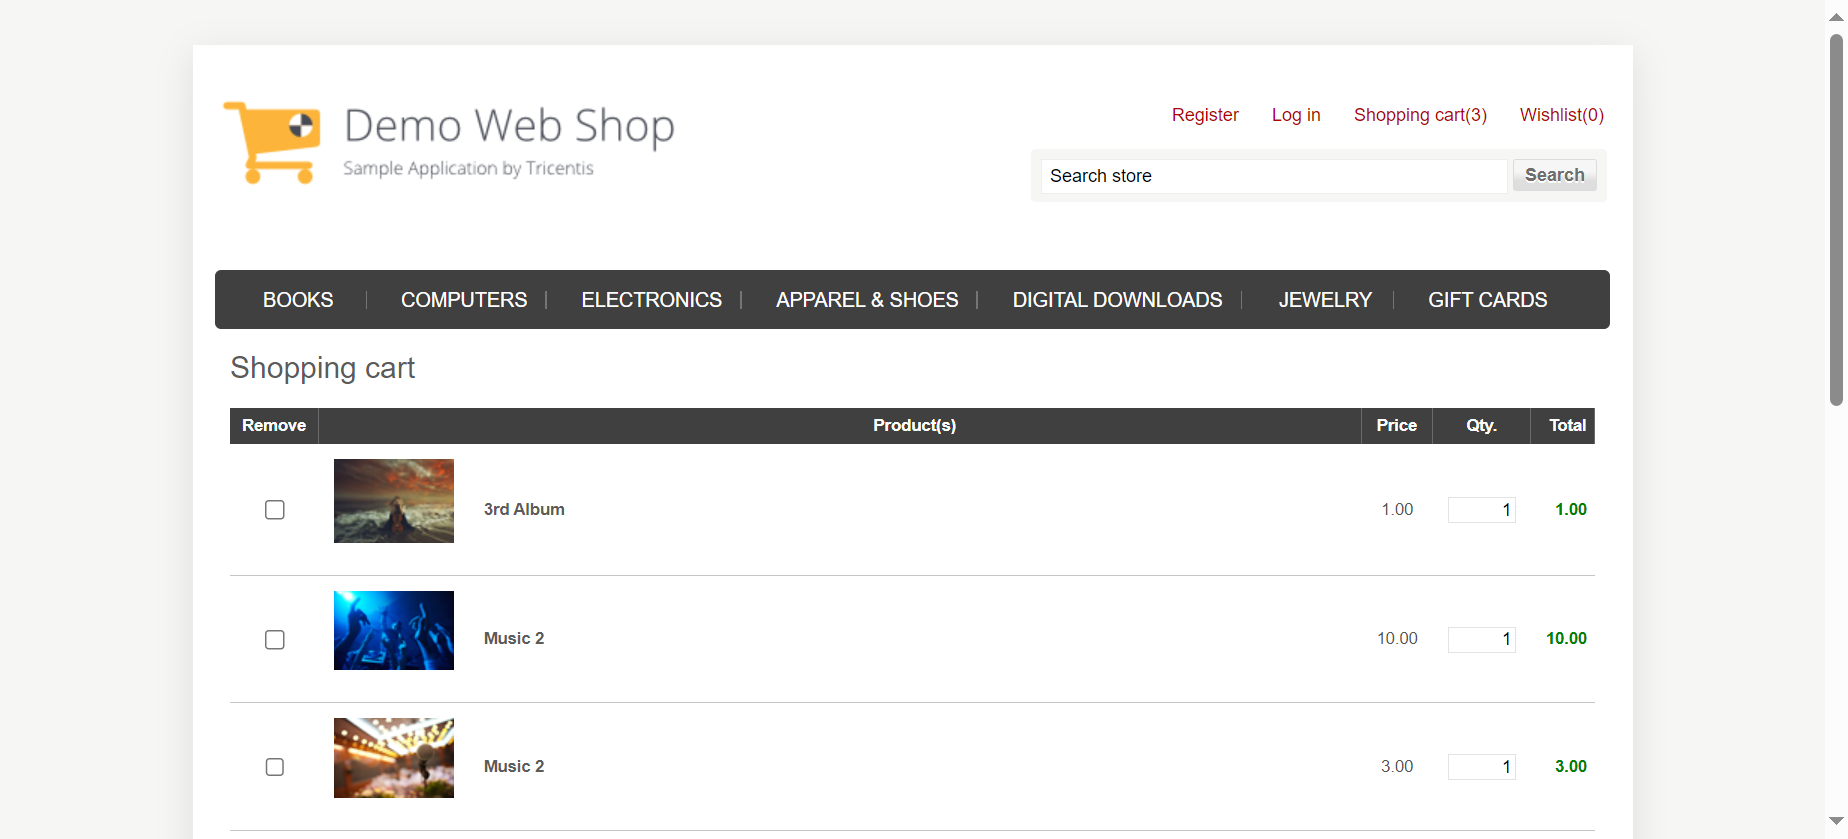 Demo Web Shop
Sample Application by Tricentis
Register Log in Shopping cart(3) Wishlist(0)
Search store Search
BOOKS COMPUTERS ELECTRONICS APPAREL & SHOES DIGITAL DOWNLOADS JEWELRY GIFT CARDS
Shopping cart
Remove Product(s) Price Qty. Total
3rd Album 1.00 1 1.00
Music 2 10.00 1 10.00
Music 2 3.00 1 3.00